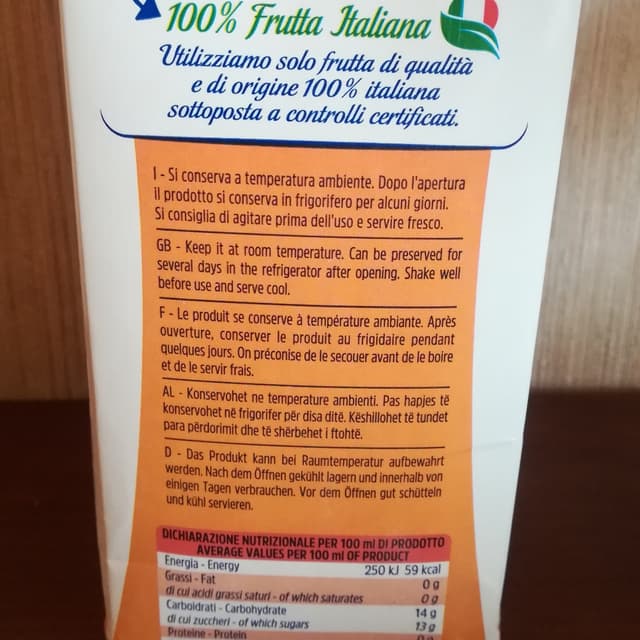 100% Frutta Italiana
Utilizziamo solo frutta di qualità
e di origine 100% italiana
sottoposta a controlli certificati.
I - Si conserva a temperatura ambiente. Dopo l'apertura
il prodotto si conserva in frigorifero per alcuni giorni.
Si consiglia di agitare prima dell'uso e servire fresco.
GB - Keep it at room temperature. Can be preserved for
several days in the refrigerator after opening. Shake well
before use and serve cool.
F - Le produit se conserve à température ambiante. Après
ouverture, conserver le produit au frigidaire pendant
quelques jours. On préconise de le secouer avant de le boire
et de le servir frais.
AL - Konservohet ne temperature ambienti. Pas hapjes të
konservohet në frigorifer për disa ditë. Këshillohet të tundet
para përdorimit dhe të shërbehet i ftohtë.
D - Das Produkt kann bei Raumtemperatur aufbewahrt
werden. Nach dem Öffnen gekühlt lagern und innerhalb von
einigen Tagen verbrauchen. Vor dem Öffnen gut schütteln
und kühl servieren.
DICHIARAZIONE NUTRIZIONALE PER 100 ml DI PRODOTTO
AVERAGE VALUES PER 100 ml OF PRODUCT
Energia - Energy 250 kJ 59 kcal
Grassi - Fat 0 g
di cui acidi grassi saturi - of which saturates 0 g
Carboidrati - Carbohydrate 14 g
di cui zuccheri - of which sugars 13 g
Proteine - Protein